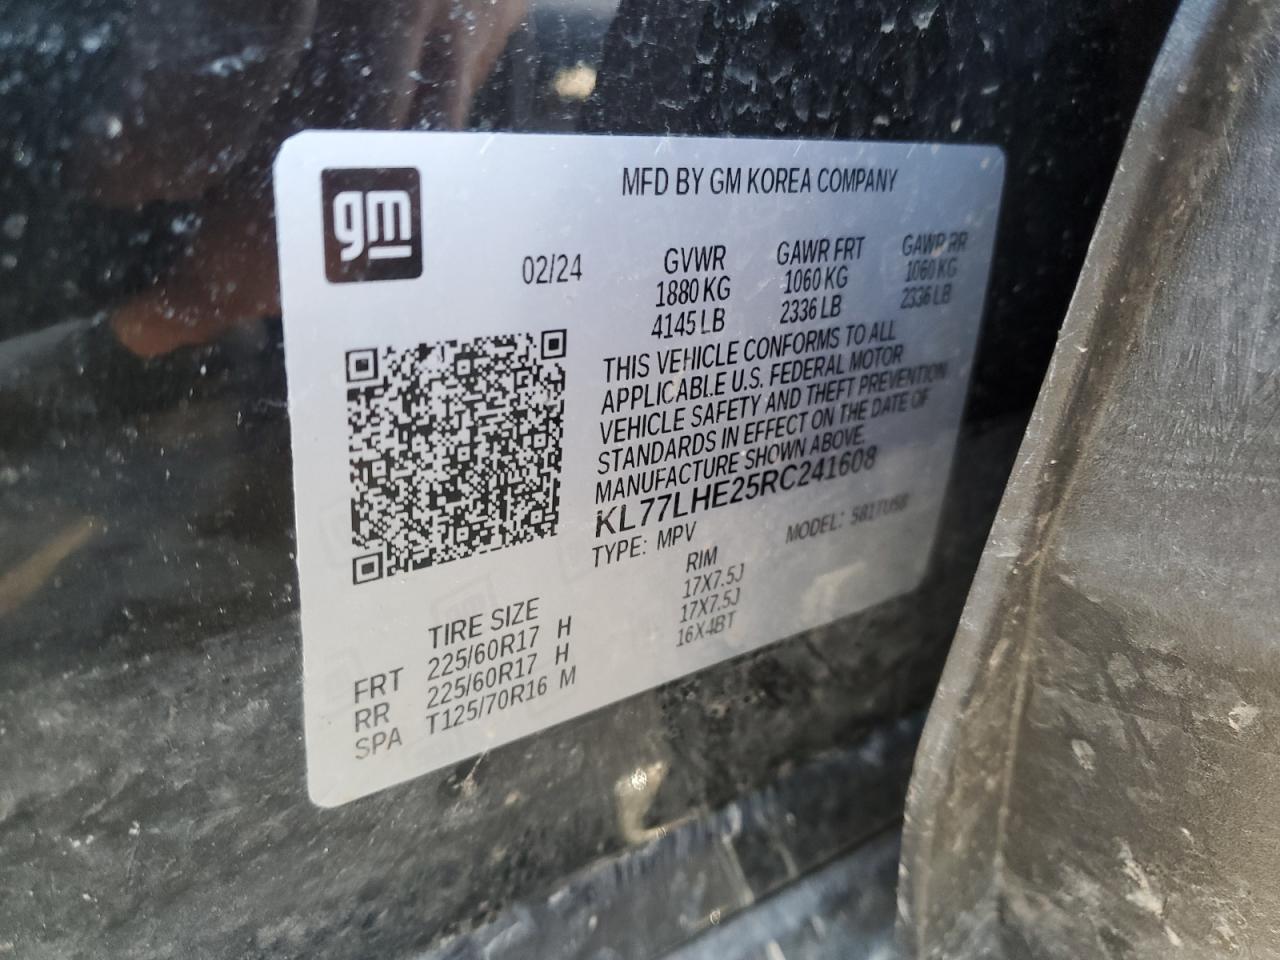 gm
MFD BY GM KOREA COMPANY
02/24
GVWR
1880 KG
4145 LB
GAWR FRT
1060 KG
2336 LB
GAWR RR
1060 KG
2336 LB
THIS VEHICLE CONFORMS TO ALL
APPLICABLE U.S. FEDERAL MOTOR
VEHICLE SAFETY AND THEFT PREVENTION
STANDARDS IN EFFECT ON THE DATE OF
MANUFACTURE SHOWN ABOVE.
KL77LHE25RC241608
TYPE: MPV MODEL:
TIRE SIZE RIM
FRT 225/60R17 H 17X7.5J
RR 225/60R17 H 17X7.5J
SPA T125/70R16 M 16X4BT